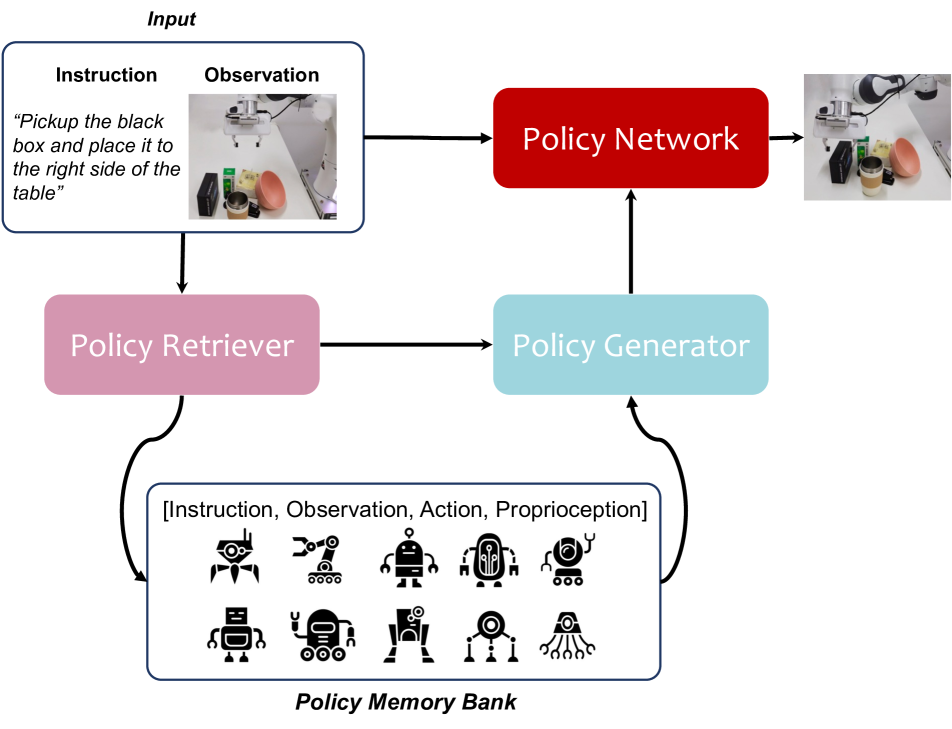 Input
Instruction
Observation
“Pickup the black
box and place it to
the right side of the
table”
Policy Network
Policy Retriever
Policy Generator
[Instruction, Observation, Action, Proprioception]
Policy Memory Bank